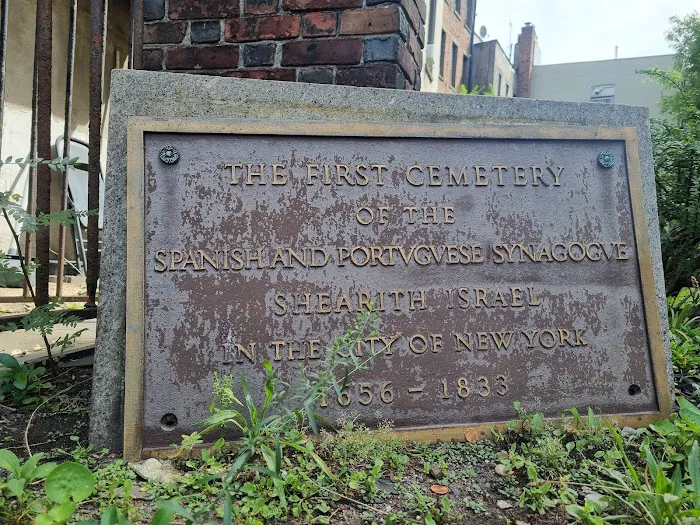 THE FIRST CEMETERY
OF THE
SPANISH AND PORTVGVESE SYNAGOGVE
SHEARITH ISRAEL
IN THE CITY OF NEW YORK
1656 – 1833